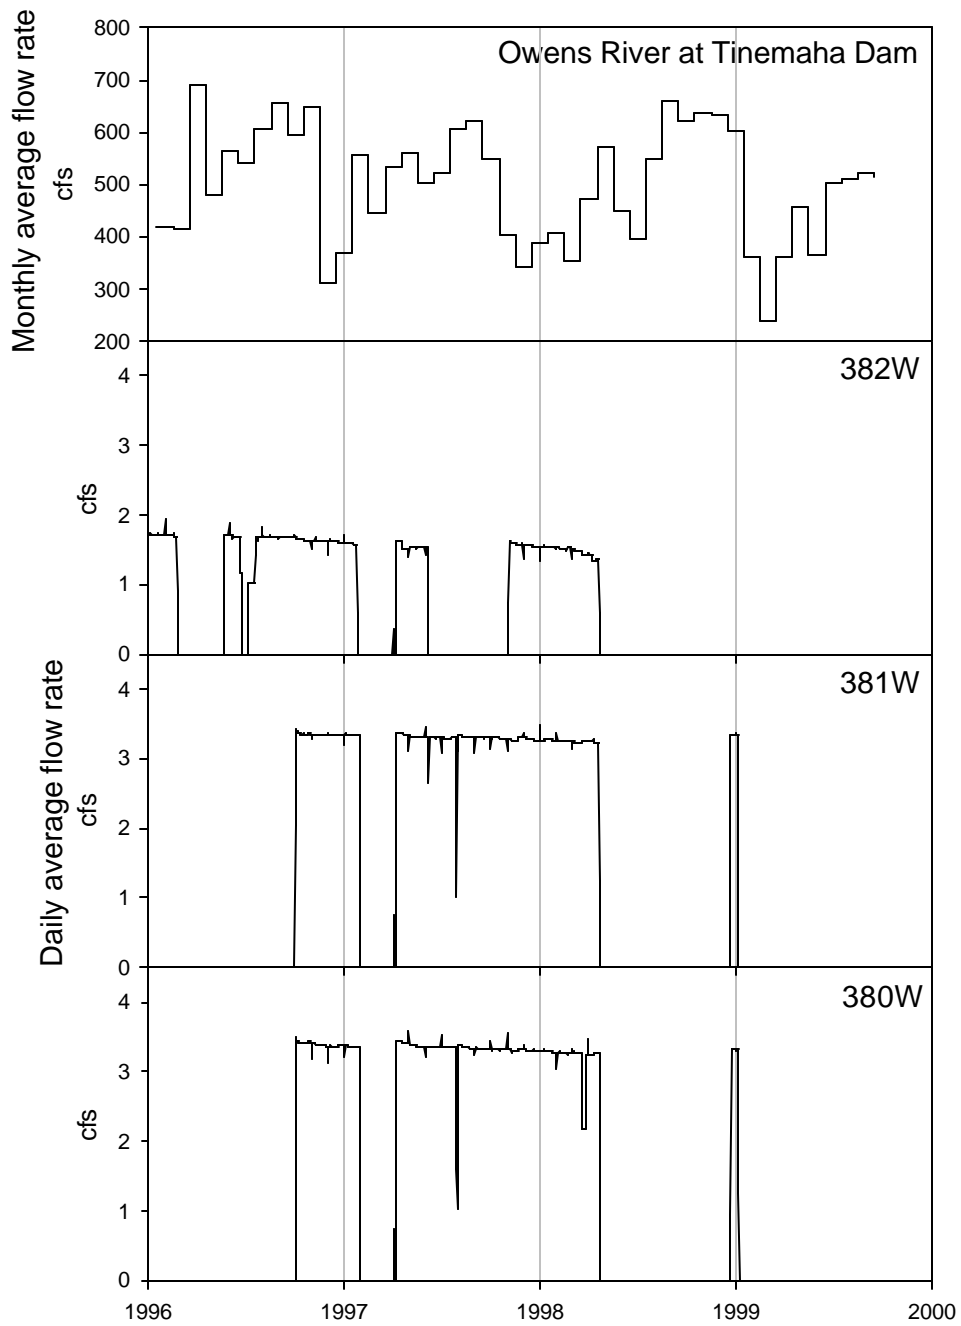 Monthly average flow rate
cfs
800
700
600
500
400
300
200
Owens River at Tinemaha Dam
382W
cfs
4
3
2
1
0
Daily average flow rate
381W
cfs
4
3
2
1
0
380W
cfs
4
3
2
1
0
1996 1997 1998 1999 2000